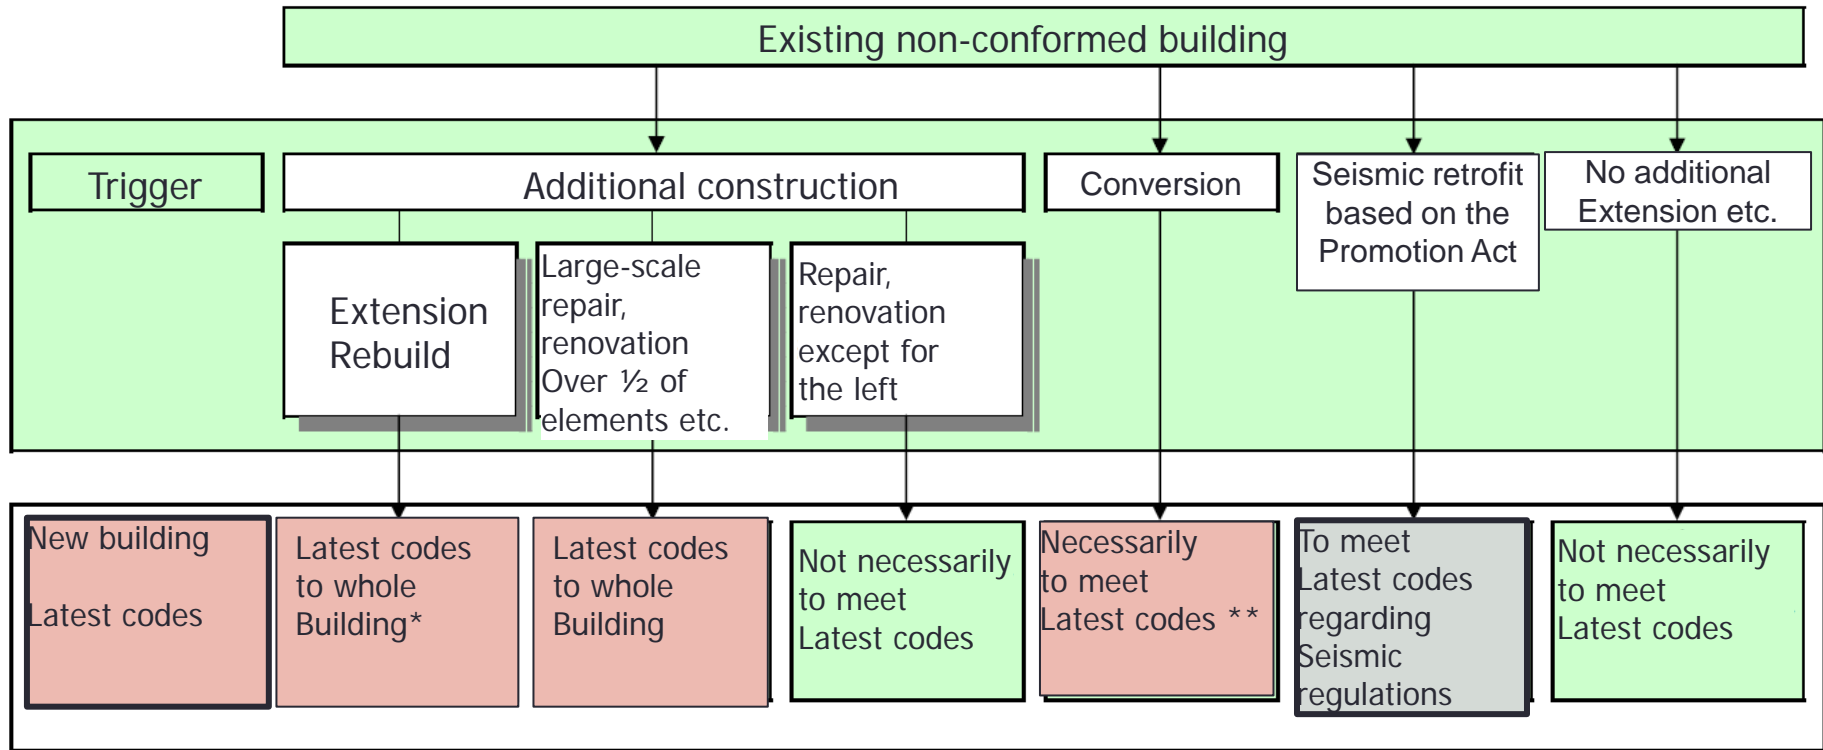 Existing non-conformed building
Trigger
Additional construction
Conversion
Seismic retrofit
based on the
Promotion Act
No additional
Extension etc.
Extension
Rebuild
Large-scale
repair,
renovation
Over ½ of
elements etc.
Repair,
renovation
except for
the left
New building
Latest codes
Latest codes
to whole
Building*
Latest codes
to whole
Building
Not necessarily
to meet
Latest codes
Necessarily
to meet
Latest codes **
To meet
Latest codes
regarding
Seismic
regulations
Not necessarily
to meet
Latest codes